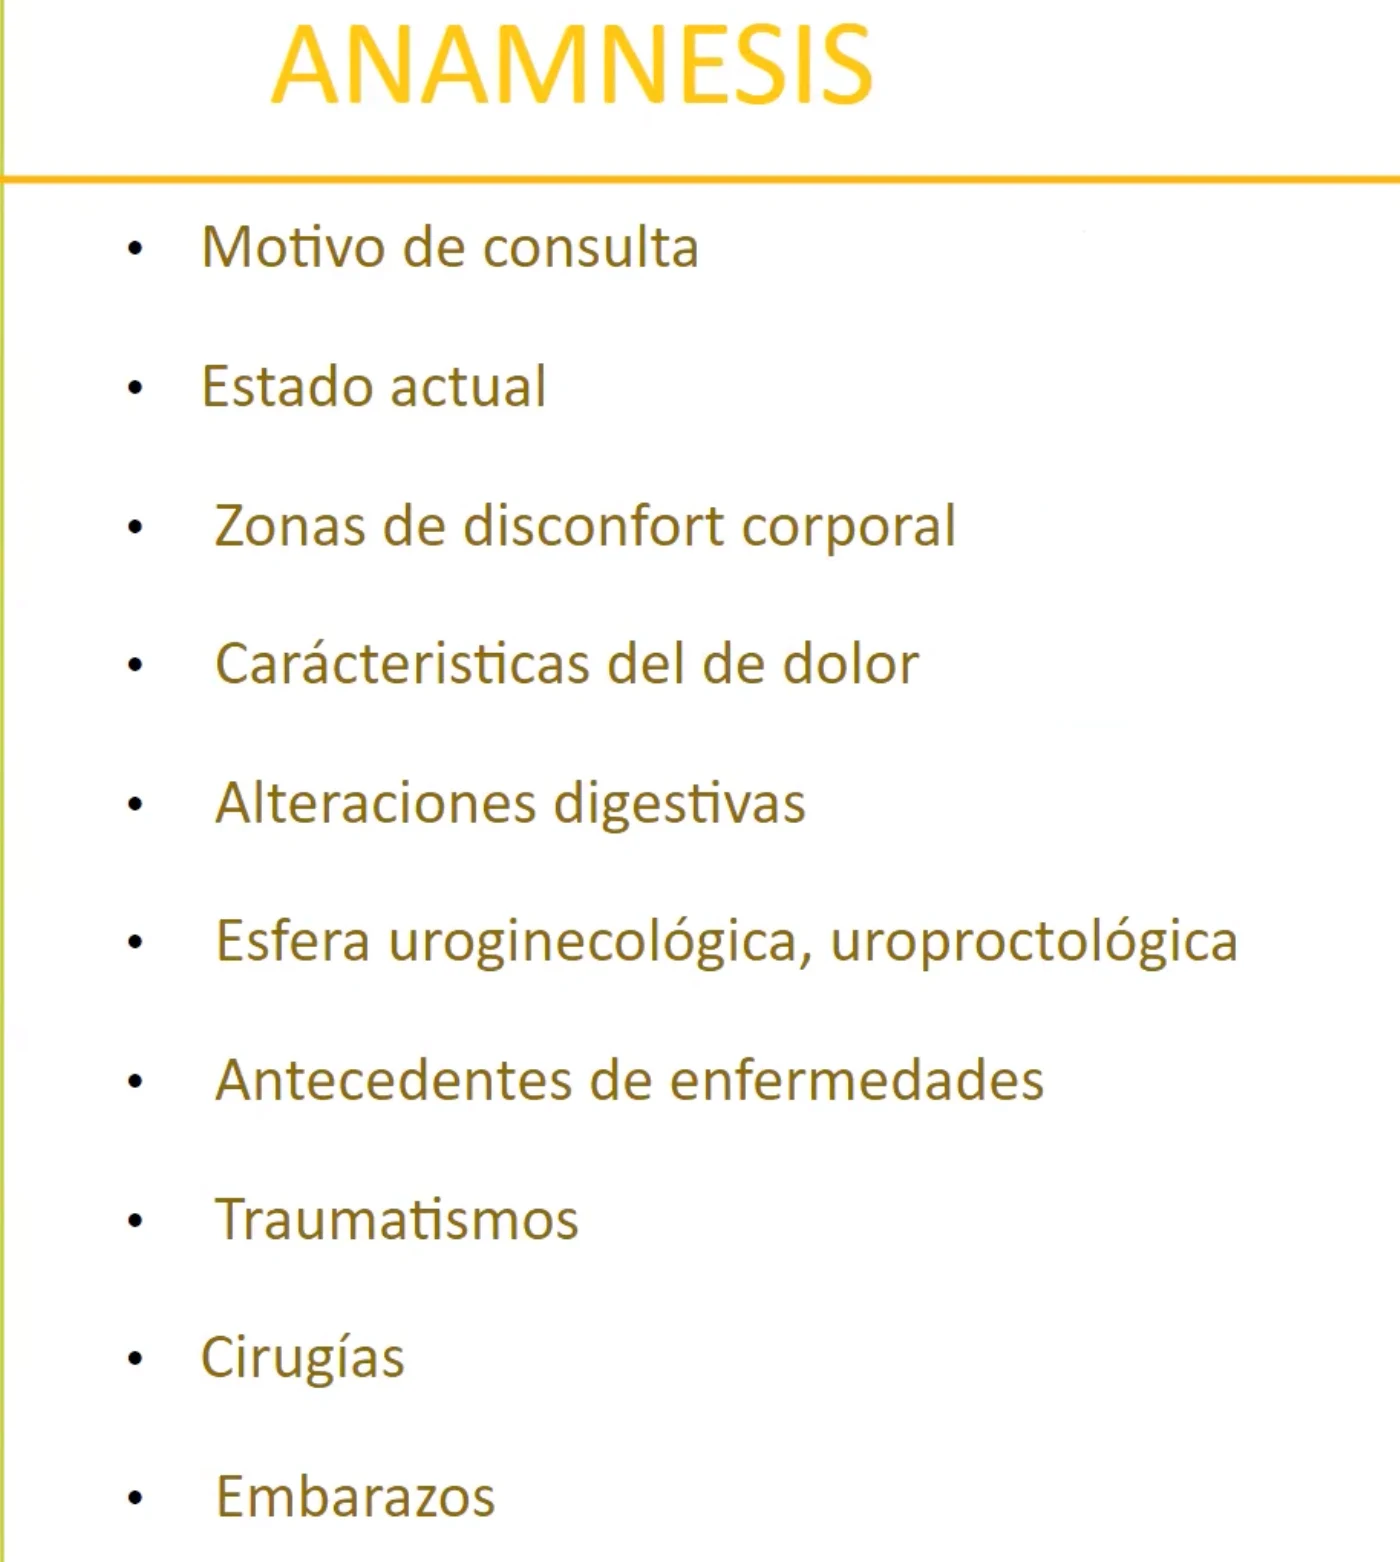 ANAMNESIS
• Motivo de consulta
• Estado actual
• Zonas de disconfort corporal
• Carácteristicas del de dolor
• Alteraciones digestivas
• Esfera uroginecológica, uroproctológica
• Antecedentes de enfermedades
• Traumatismos
• Cirugías
• Embarazos